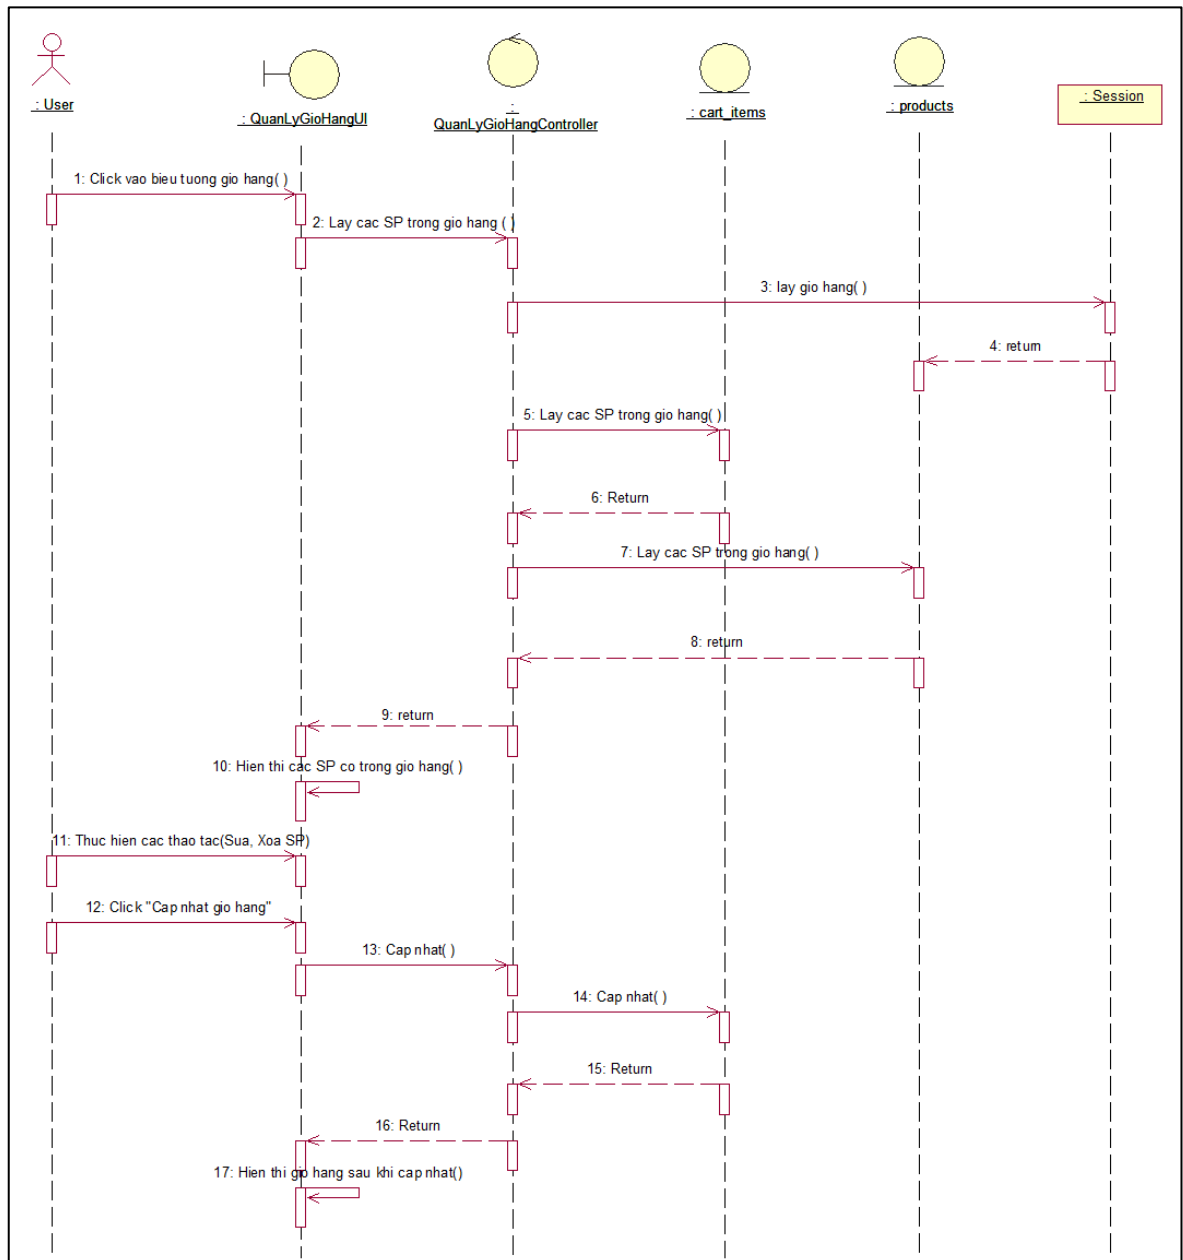 : User
: QuanLyGioHangUI
:
QuanLyGioHangController
: cart_items
: products
: Session
1: Click vao bieu tuong gio hang( )
2: Lay cac SP trong gio hang ( )
3: lay gio hang( )
4: return
5: Lay cac SP trong gio hang( )
6: Return
7: Lay cac SP trong gio hang( )
8: return
9: return
10: Hien thi cac SP co trong gio hang( )
11: Thuc hien cac thao tac(Sua, Xoa SP)
12: Click "Cap nhat gio hang"
13: Cap nhat( )
14: Cap nhat( )
15: Return
16: Return
17: Hien thi gio hang sau khi cap nhat()